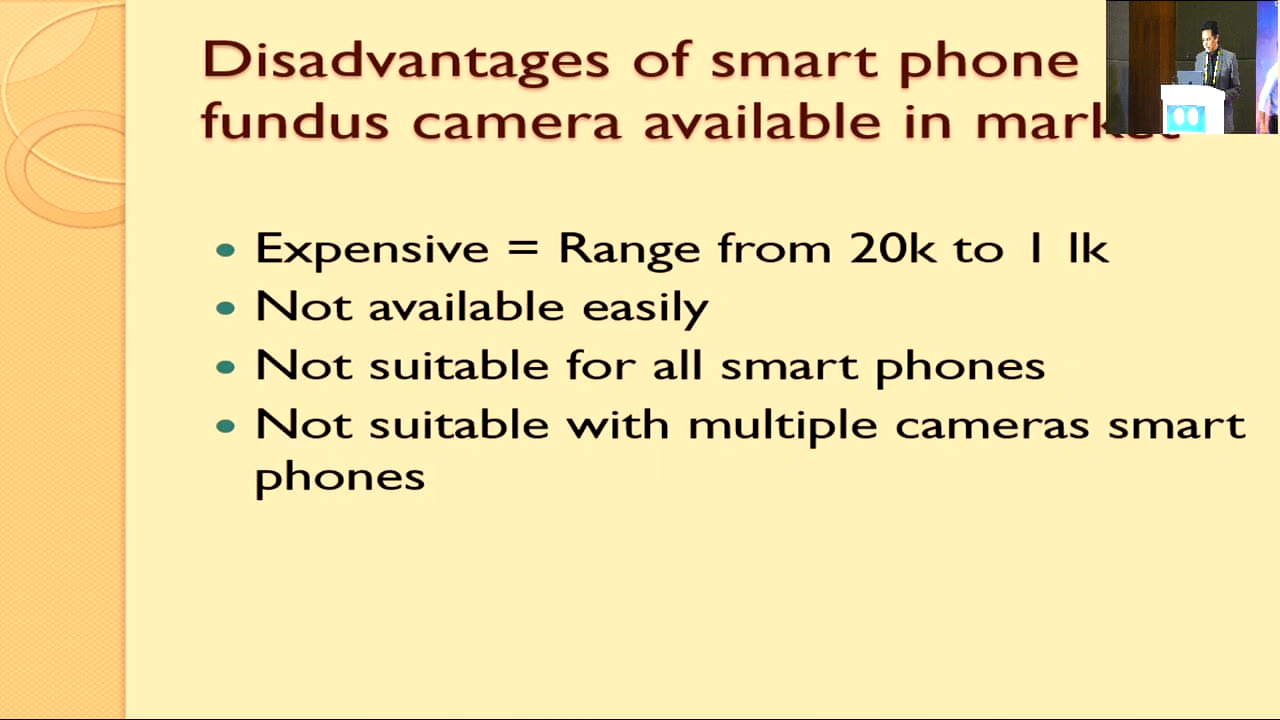 Disadvantages of smart phone
fundus camera available in market
Expensive = Range from 20k to 1 lk
Not available easily
Not suitable for all smart phones
Not suitable with multiple cameras smart
phones